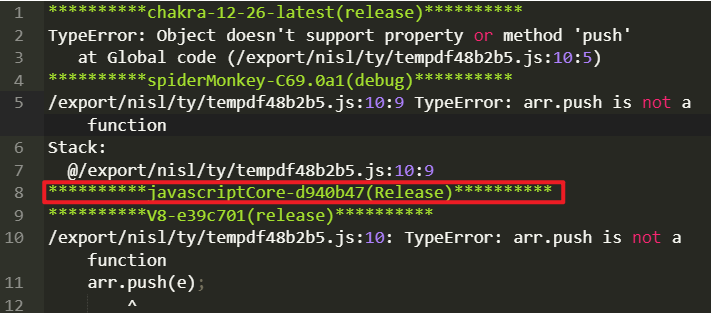 1 **********chakra-12-26-latest(release)**********
2 TypeError: Object doesn't support property or method 'push'
3 at Global code (/export/nisl/ty/tempdf48b2b5.js:10:5)
4 **********spiderMonkey-C69.0a1(debug)**********
5 /export/nisl/ty/tempdf48b2b5.js:10:9 TypeError: arr.push is not a
function
6 Stack:
7 @/export/nisl/ty/tempdf48b2b5.js:10:9
8 **********javascriptCore-d940b47(Release)**********
9 **********V8-e39c701(release)**********
10 /export/nisl/ty/tempdf48b2b5.js:10: TypeError: arr.push is not a
function
11 arr.push(e);
12 ^